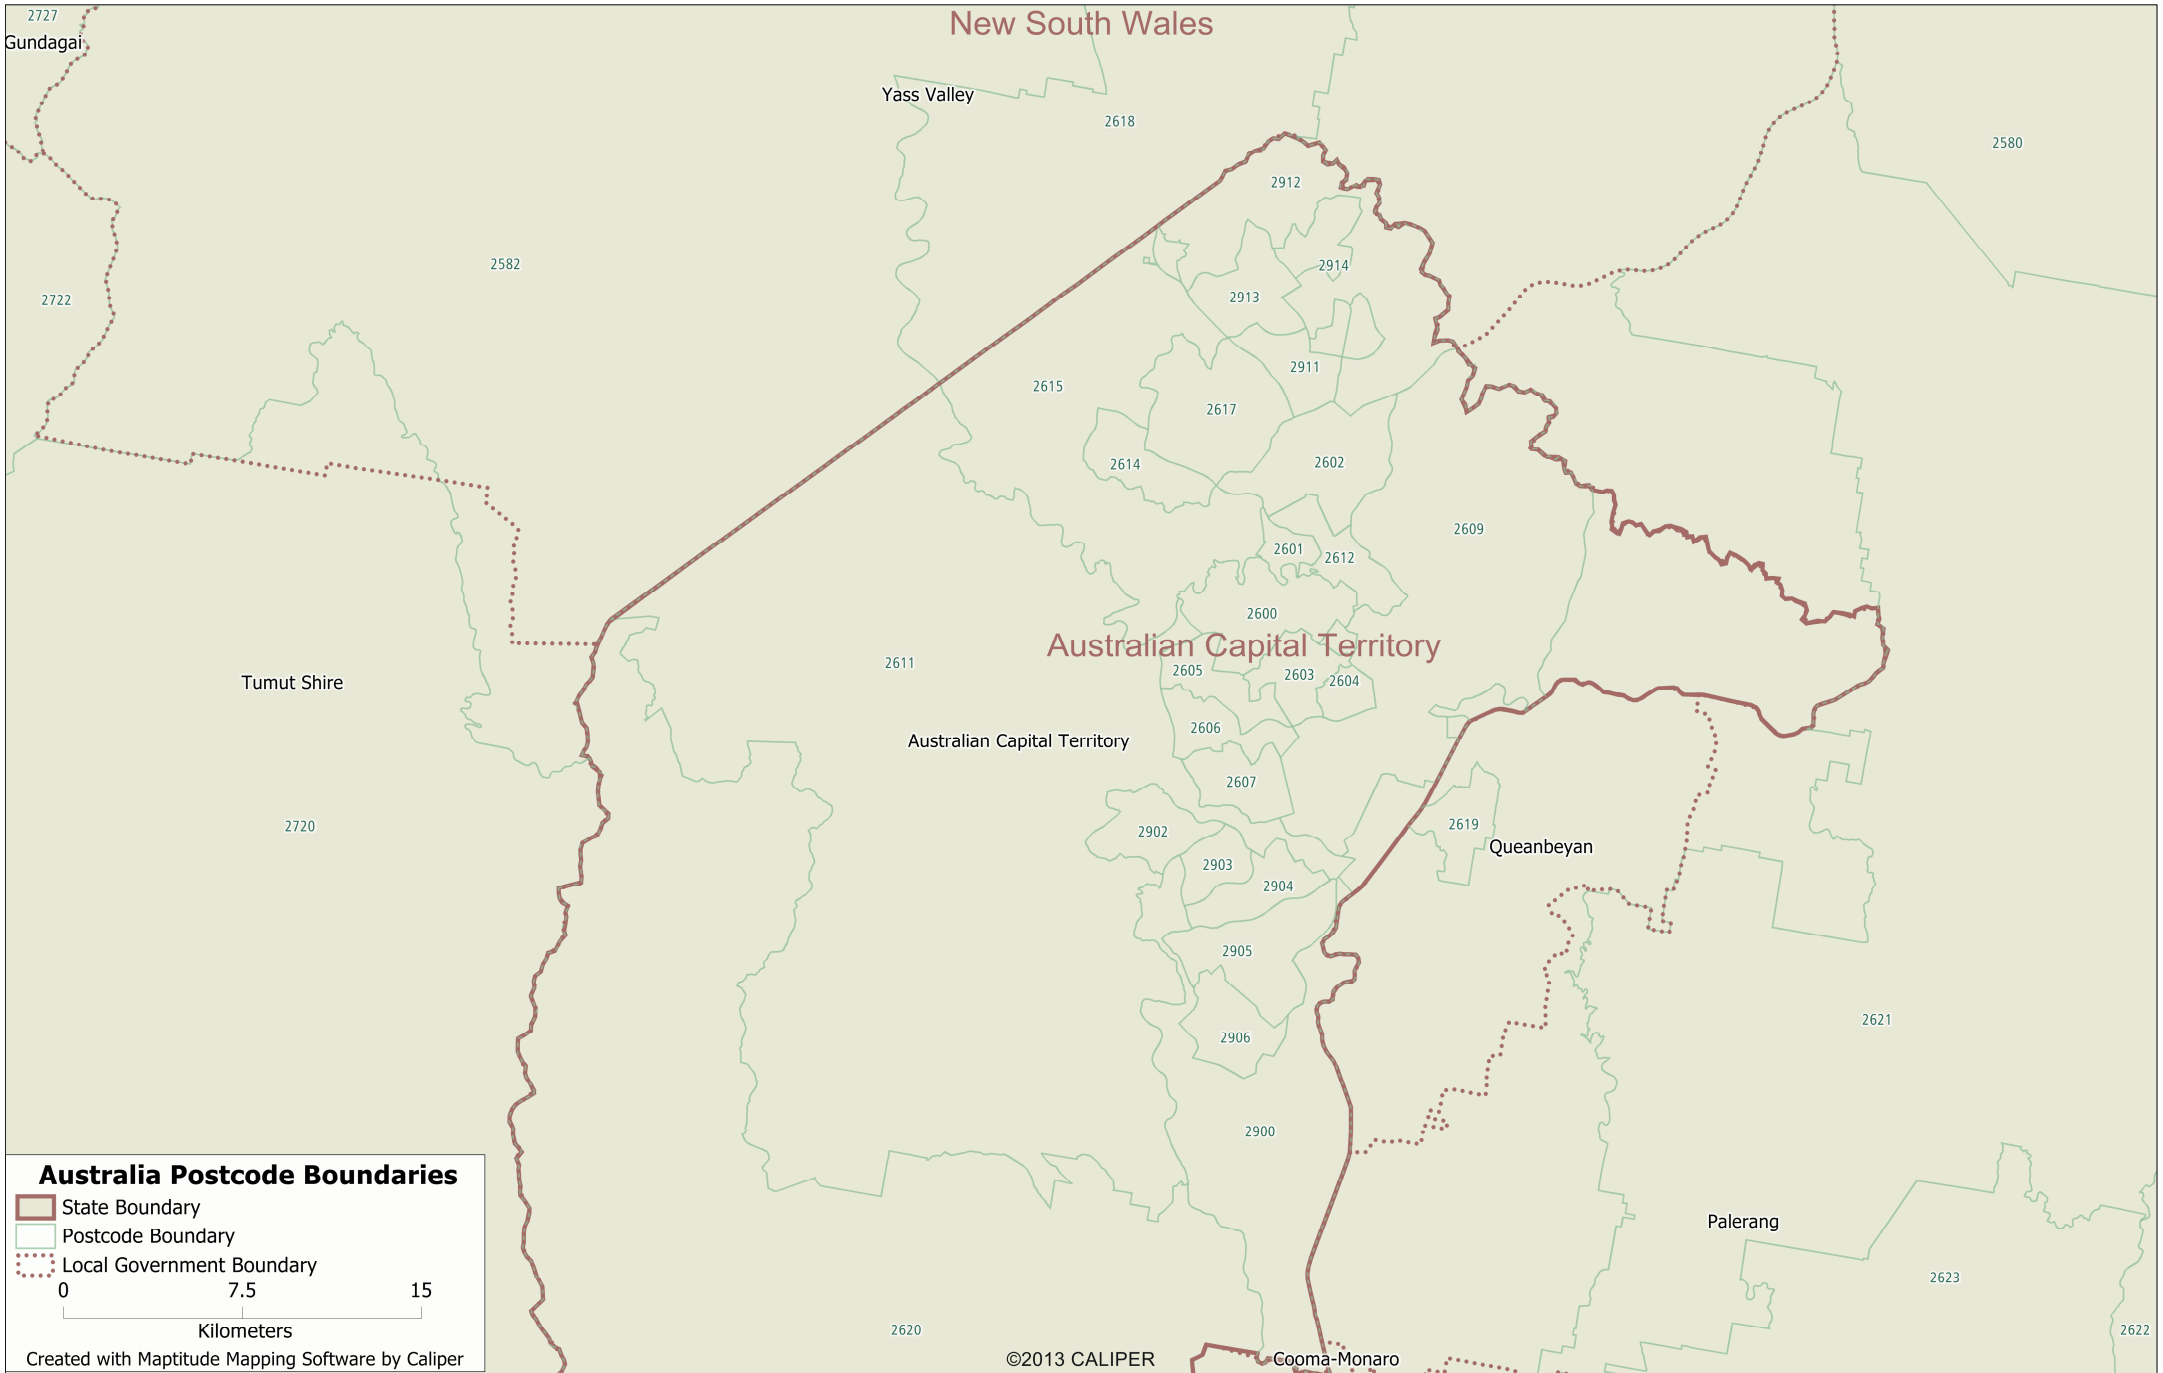 2727
New South Wales
Gundagai
Yass Valley
2618
2580
2912
2582
2914
2722
2913
2911
2615
2617
2614
2602
2609
2601
2612
2600
Australian Capital Territory
2611
2605
2603
2604
Tumut Shire
2606
Australian Capital Territory
2607
2720
2902
2619
Queanbeyan
2903
2904
2905
2621
2906
2900
Australia Postcode Boundaries
State Boundary
Palerang
Postcode Boundary
Local Government Boundary
2623
0 7.5 15
Kilometers
2620
2622
Created with Maptitude Mapping Software by Caliper
©2013 CALIPER
Cooma-Monaro